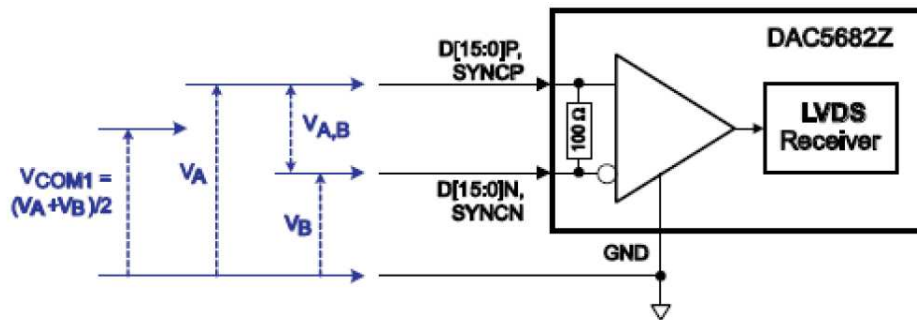 DAC5682Z
D[15:0]P,
SYNCP
VA,B
VA
VCOM1 =
(VA+VB)/2
VB
100 Ω
LVDS
Receiver
D[15:0]N,
SYNCN
GND